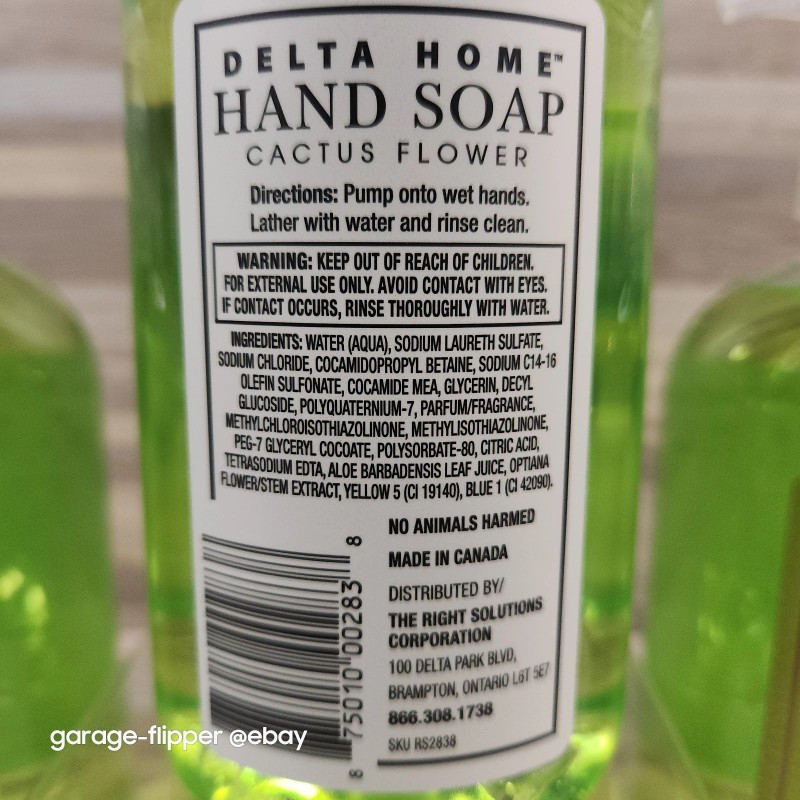 DELTA HOME™
HAND SOAP
CACTUS FLOWER
Directions: Pump onto wet hands.
Lather with water and rinse clean.
WARNING: KEEP OUT OF REACH OF CHILDREN.
FOR EXTERNAL USE ONLY. AVOID CONTACT WITH EYES.
IF CONTACT OCCURS, RINSE THOROUGHLY WITH WATER.
INGREDIENTS: WATER (AQUA), SODIUM LAURETH SULFATE,
SODIUM CHLORIDE, COCAMIDOPROPYL BETAINE, SODIUM C14-16
OLEFIN SULFONATE, COCAMIDE MEA, GLYCERIN, DECYL
GLUCOSIDE, POLYQUATERNIUM-7, PARFUM/FRAGRANCE,
METHYLCHLOROISOTHIAZOLINONE, METHYLISOTHIAZOLINONE,
PEG-7 GLYCERYL COCOATE, POLYSORBATE-80, CITRIC ACID,
TETRASODIUM EDTA, ALOE BARBADENSIS LEAF JUICE, OPTIANA
FLOWER/STEM EXTRACT, YELLOW 5 (CI 19140), BLUE 1 (CI 42090).
NO ANIMALS HARMED
MADE IN CANADA
DISTRIBUTED BY/
THE RIGHT SOLUTIONS
CORPORATION
100 DELTA PARK BLVD,
BRAMPTON, ONTARIO L6T 5E7
866.308.1738
SKU RS2838
8 75010 00283 8
garage-flipper @ebay